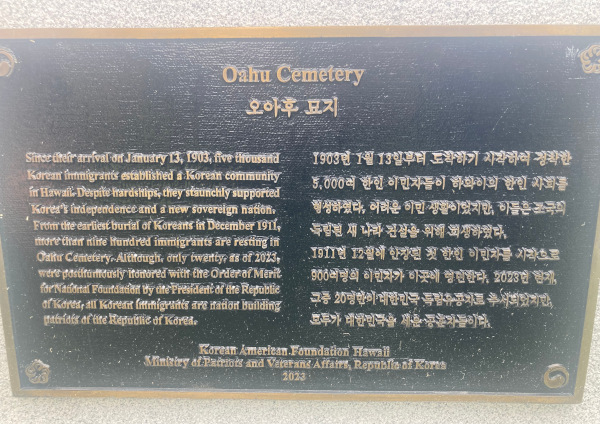 Oahu Cemetery
오아후 묘지
Since their arrival on January 13, 1903, five thousand
Korean immigrants established a Korean community
in Hawaii. Despite hardships, they staunchly supported
Korea's independence and a new sovereign nation.
From the earliest burial of Koreans in December 1911,
more than nine hundred immigrants are resting in
Oahu Cemetery. Although, only twenty, as of 2023,
were posthumously honored with the Order of Merit
for National Foundation by the President of the Republic
of Korea, all Korean immigrants are nation building
patriots of the Republic of Korea.
1903년 1월 13일부터 도착하기 시작하여 정착한
5,000여 한인 이민자들이 하와이의 한인 사회를
형성하였다. 어려운 이민 생활이었지만, 이들은 조국의
독립된 새 나라 건설을 위해 희생하였다.
1911년 12월에 안장된 첫 한인 이민자를 시작으로
900여명의 이민자가 이곳에 영면한다. 2023년 현재,
그중 20명만이 대한민국 독립유공자로 추서되었지만,
모두가 대한민국을 세운 공훈자들이다.
Korean American Foundation Hawaii
Ministry of Patriots and Veterans Affairs, Republic of Korea
2023